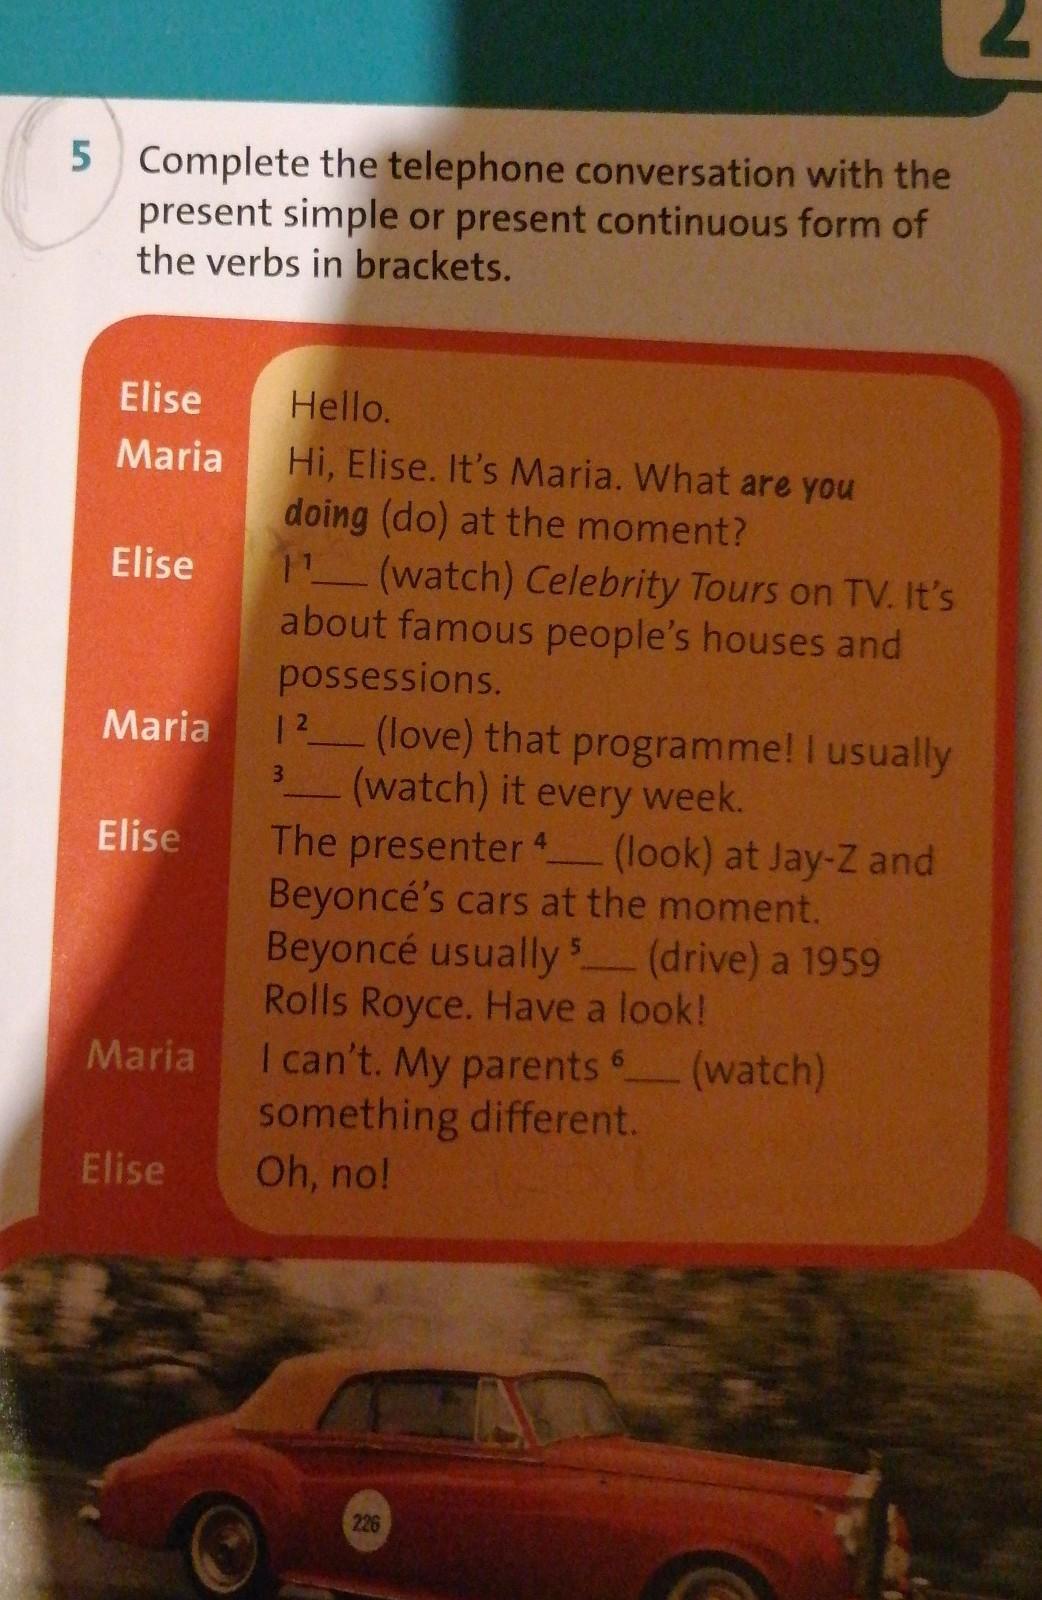 2
5 Complete the telephone conversation with the
present simple or present continuous form of
the verbs in brackets.
Elise Hello.
Maria Hi, Elise. It's Maria. What are you
doing (do) at the moment?
Elise I ¹___ (watch) Celebrity Tours on TV. It's
about famous people's houses and
possessions.
Maria I ²___ (love) that programme! I usually
³___ (watch) it every week.
Elise The presenter ⁴___ (look) at Jay-Z and
Beyoncé's cars at the moment.
Beyoncé usually ⁵___ (drive) a 1959
Rolls Royce. Have a look!
Maria I can't. My parents ⁶___ (watch)
something different.
Elise Oh, no!
226